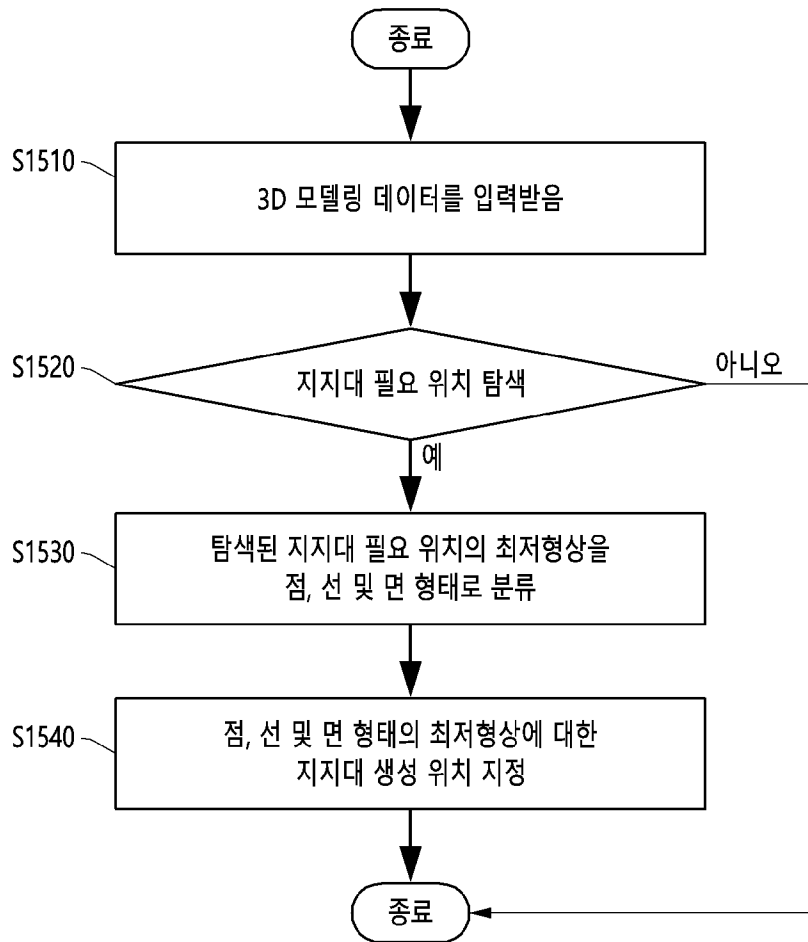 종료
S1510
3D 모델링 데이터를 입력받음
S1520
지지대 필요 위치 탐색
아니오
예
S1530
탐색된 지지대 필요 위치의 최저형상을
점, 선 및 면 형태로 분류
S1540
점, 선 및 면 형태의 최저형상에 대한
지지대 생성 위치 지정
종료